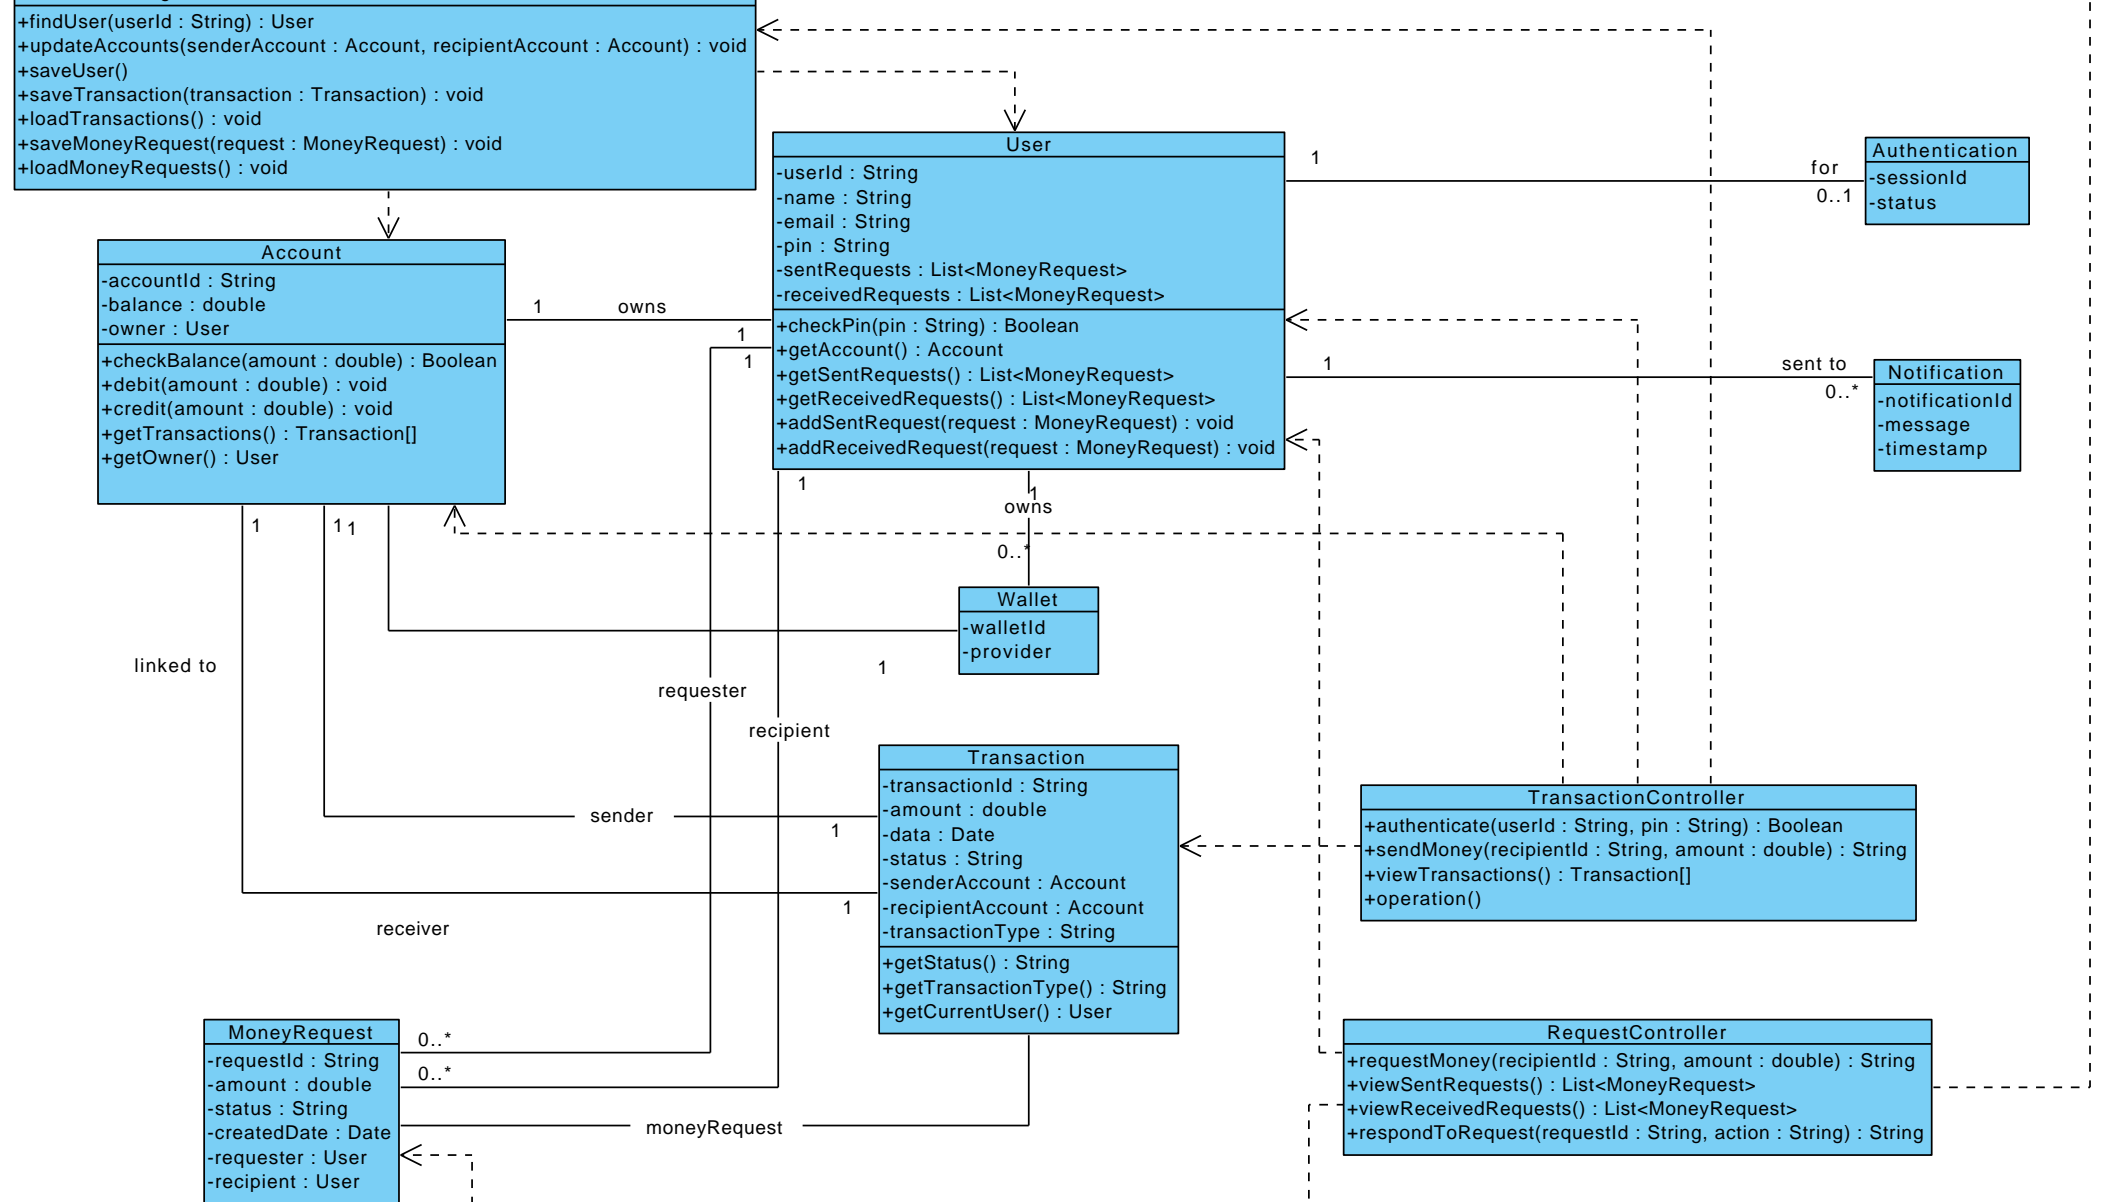 +findUser(userId : String) : User
+updateAccounts(senderAccount : Account, recipientAccount : Account) : void
+saveUser()
+saveTransaction(transaction : Transaction) : void
+loadTransactions() : void
+saveMoneyRequest(request : MoneyRequest) : void
+loadMoneyRequests() : void
User
-userId : String
-name : String
-email : String
-pin : String
-sentRequests : List<MoneyRequest>
-receivedRequests : List<MoneyRequest>
+checkPin(pin : String) : Boolean
+getAccount() : Account
+getSentRequests() : List<MoneyRequest>
+getReceivedRequests() : List<MoneyRequest>
+addSentRequest(request : MoneyRequest) : void
+addReceivedRequest(request : MoneyRequest) : void
1
for
0..1
Authentication
-sessionId
-status
Account
-accountId : String
-balance : double
-owner : User
+checkBalance(amount : double) : Boolean
+debit(amount : double) : void
+credit(amount : double) : void
+getTransactions() : Transaction[]
+getOwner() : User
1
owns
1
1
1
sent to
0..*
Notification
-notificationId
-message
-timestamp
1
1
owns
0..*
1
1
1
Wallet
-walletId
-provider
1
linked to
requester
recipient
sender
1
receiver
1
Transaction
-transactionId : String
-amount : double
-data : Date
-status : String
-senderAccount : Account
-recipientAccount : Account
-transactionType : String
+getStatus() : String
+getTransactionType() : String
+getCurrentUser() : User
TransactionController
+authenticate(userId : String, pin : String) : Boolean
+sendMoney(recipientId : String, amount : double) : String
+viewTransactions() : Transaction[]
+operation()
MoneyRequest
-requestId : String
-amount : double
-status : String
-createdDate : Date
-requester : User
-recipient : User
0..*
0..*
moneyRequest
RequestController
+requestMoney(recipientId : String, amount : double) : String
+viewSentRequests() : List<MoneyRequest>
+viewReceivedRequests() : List<MoneyRequest>
+respondToRequest(requestId : String, action : String) : String